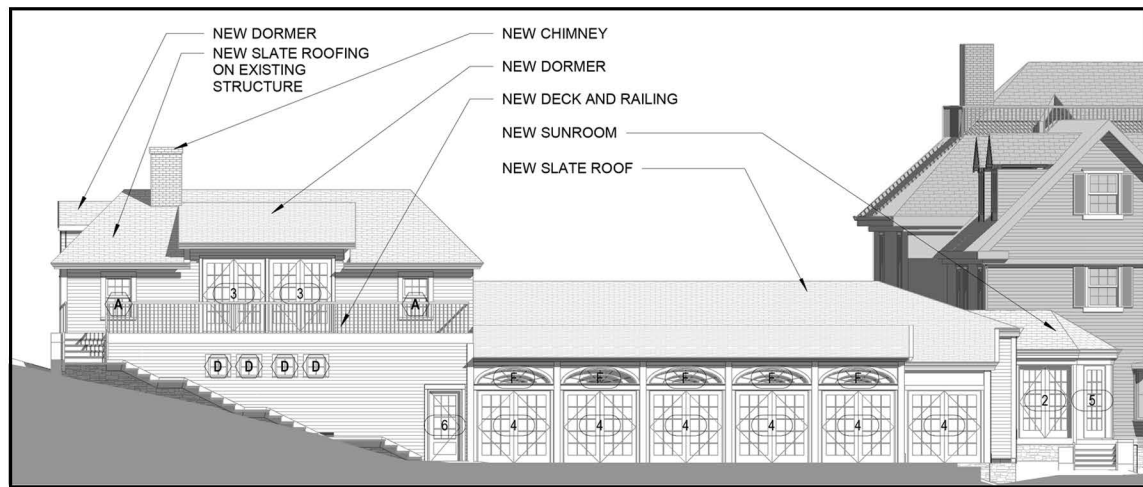 NEW DORMER
NEW SLATE ROOFING
ON EXISTING
STRUCTURE
NEW CHIMNEY
NEW DORMER
NEW DECK AND RAILING
NEW SUNROOM
NEW SLATE ROOF
A
3
3
A
D
D
D
D
F
F
F
F
F
6
4
4
4
4
4
4
2
5